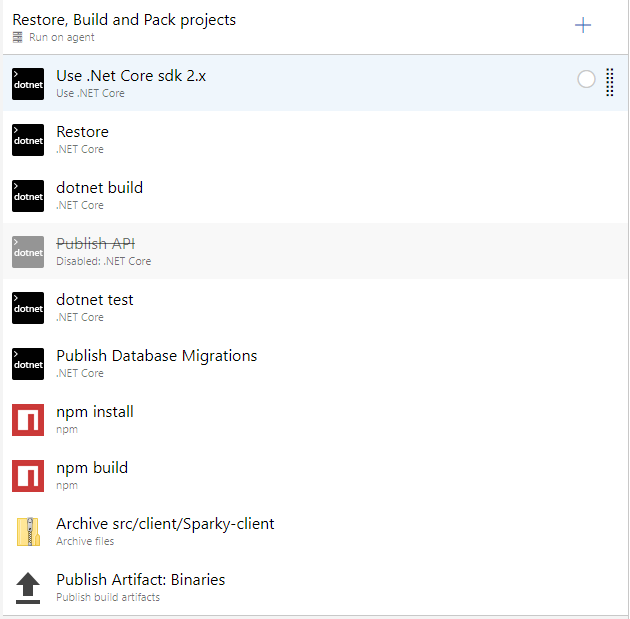 Restore, Build and Pack projects
Run on agent
dotnet
Use .Net Core sdk 2.x
Use .NET Core
dotnet
Restore
.NET Core
dotnet
dotnet build
.NET Core
dotnet
Publish API
Disabled: .NET Core
dotnet
dotnet test
.NET Core
dotnet
Publish Database Migrations
.NET Core
npm install
npm
npm build
npm
Archive src/client/Sparky-client
Archive files
Publish Artifact: Binaries
Publish build artifacts